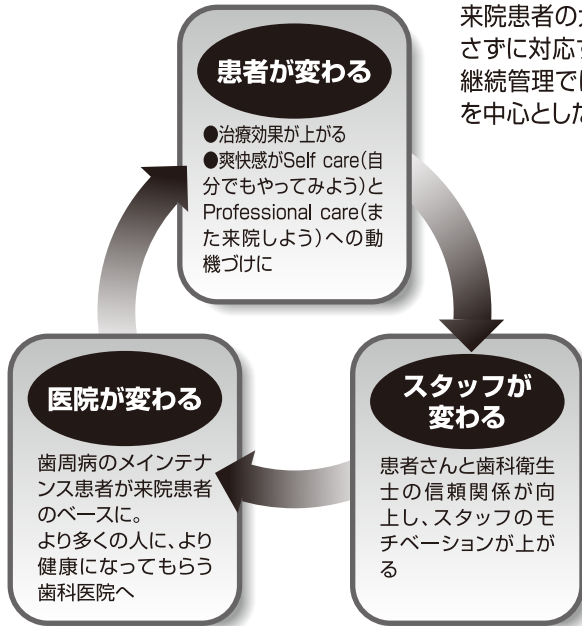 来院患者の
さずに対応す
継続管理で
を中心とした
患者が変わる
●治療効果が上がる
●爽快感がSelf care(自
分でもやってみよう)と
Professional care(ま
た来院しよう)への動
機づけに
スタッフが
変わる
患者さんと歯科衛生
士の信頼関係が向
上し、スタッフのモ
チベーションが上が
る
医院が変わる
歯周病のメインテナ
ンス患者が来院患者
のベースに。
より多くの人に、より
健康になってもらう
歯科医院へ